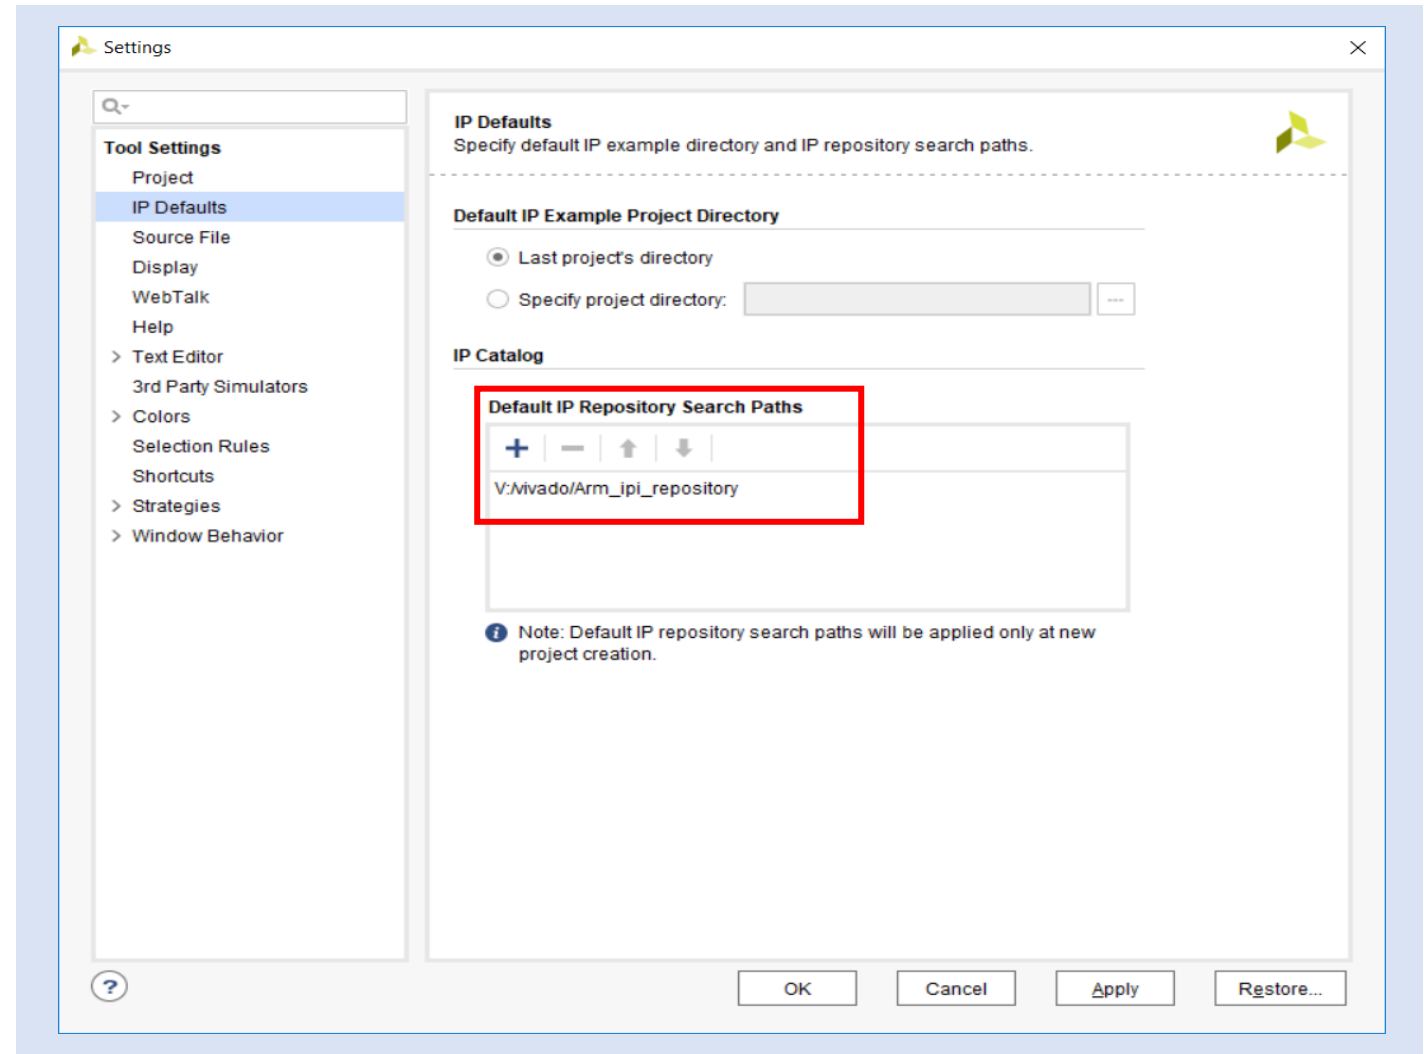 Settings
Tool Settings
Project
IP Defaults
Source File
Display
WebTalk
Help
Text Editor
3rd Party Simulators
Colors
Selection Rules
Shortcuts
Strategies
Window Behavior
IP Defaults
Specify default IP example directory and IP repository search paths.
Default IP Example Project Directory
Last project's directory
Specify project directory:
IP Catalog
Default IP Repository Search Paths
V:/vivado/Arm_ipi_repository
Note: Default IP repository search paths will be applied only at new
project creation.
?
OK
Cancel
Apply
Restore...